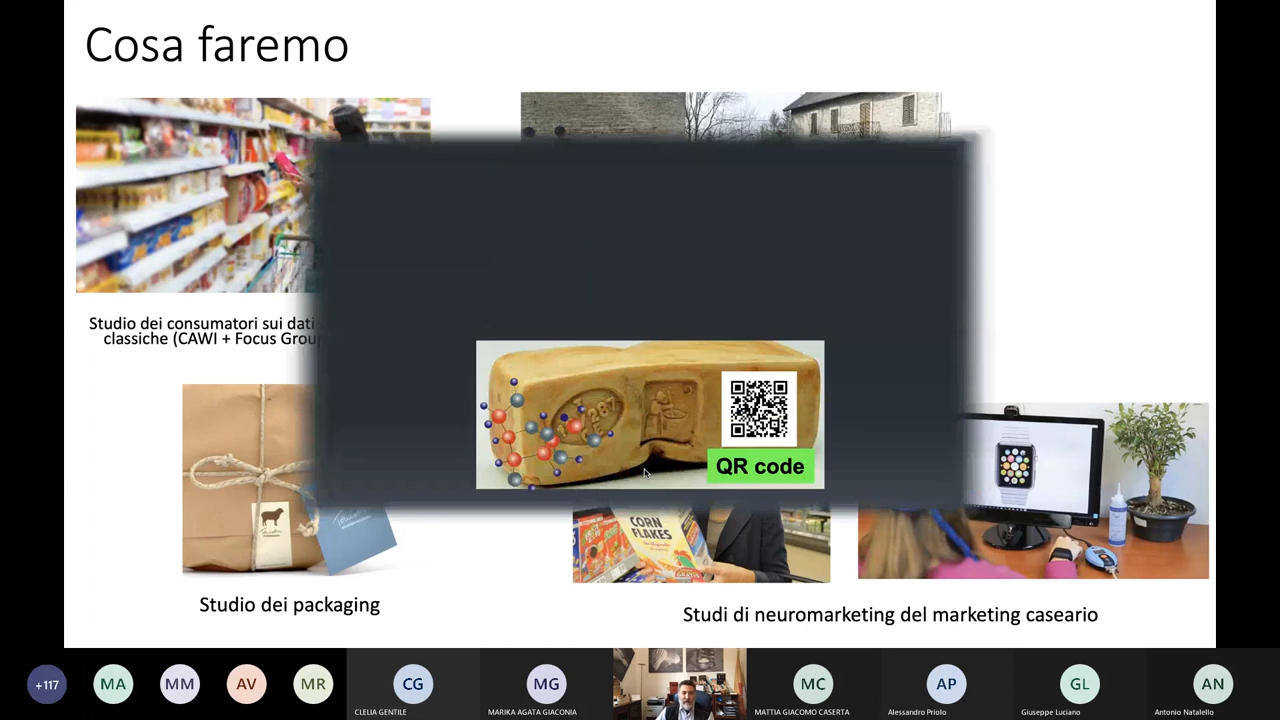 Cosa faremo
Studio dei consumatori sui dati
classiche (CAWI + Focus Grou
QR code
CORN
FLAKES
Studio dei packaging
Studi di neuromarketing del marketing caseario
+117
MA
MM
AV
MR
CG
MG
MC
AP
GL
AN
CLELIA GENTILE
MARIKA AGATA GIACONIA
MATTIA GIACOMO CASERTA
Alessandro Priolo
Giuseppe Luciano
Antonio Natalello